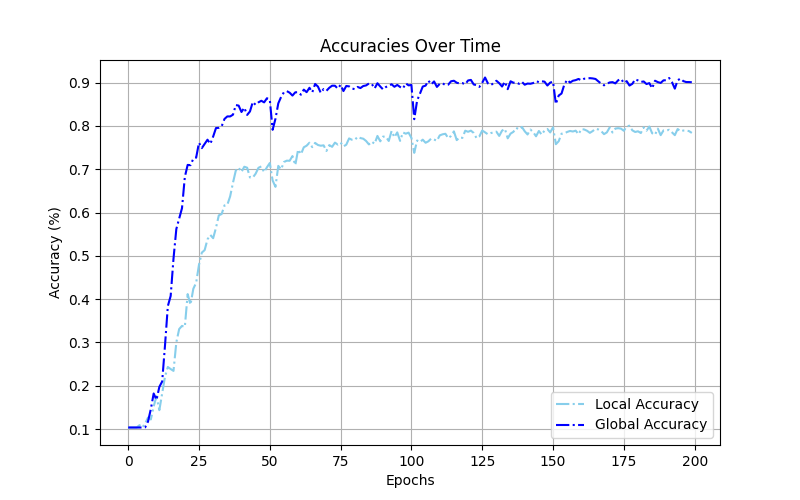 Accuracies Over Time
Accuracy (%)
0.9
0.8
0.7
0.6
0.5
0.4
0.3
0.2
0.1
0 25 50 75 100 125 150 175 200
Epochs
Local Accuracy
Global Accuracy